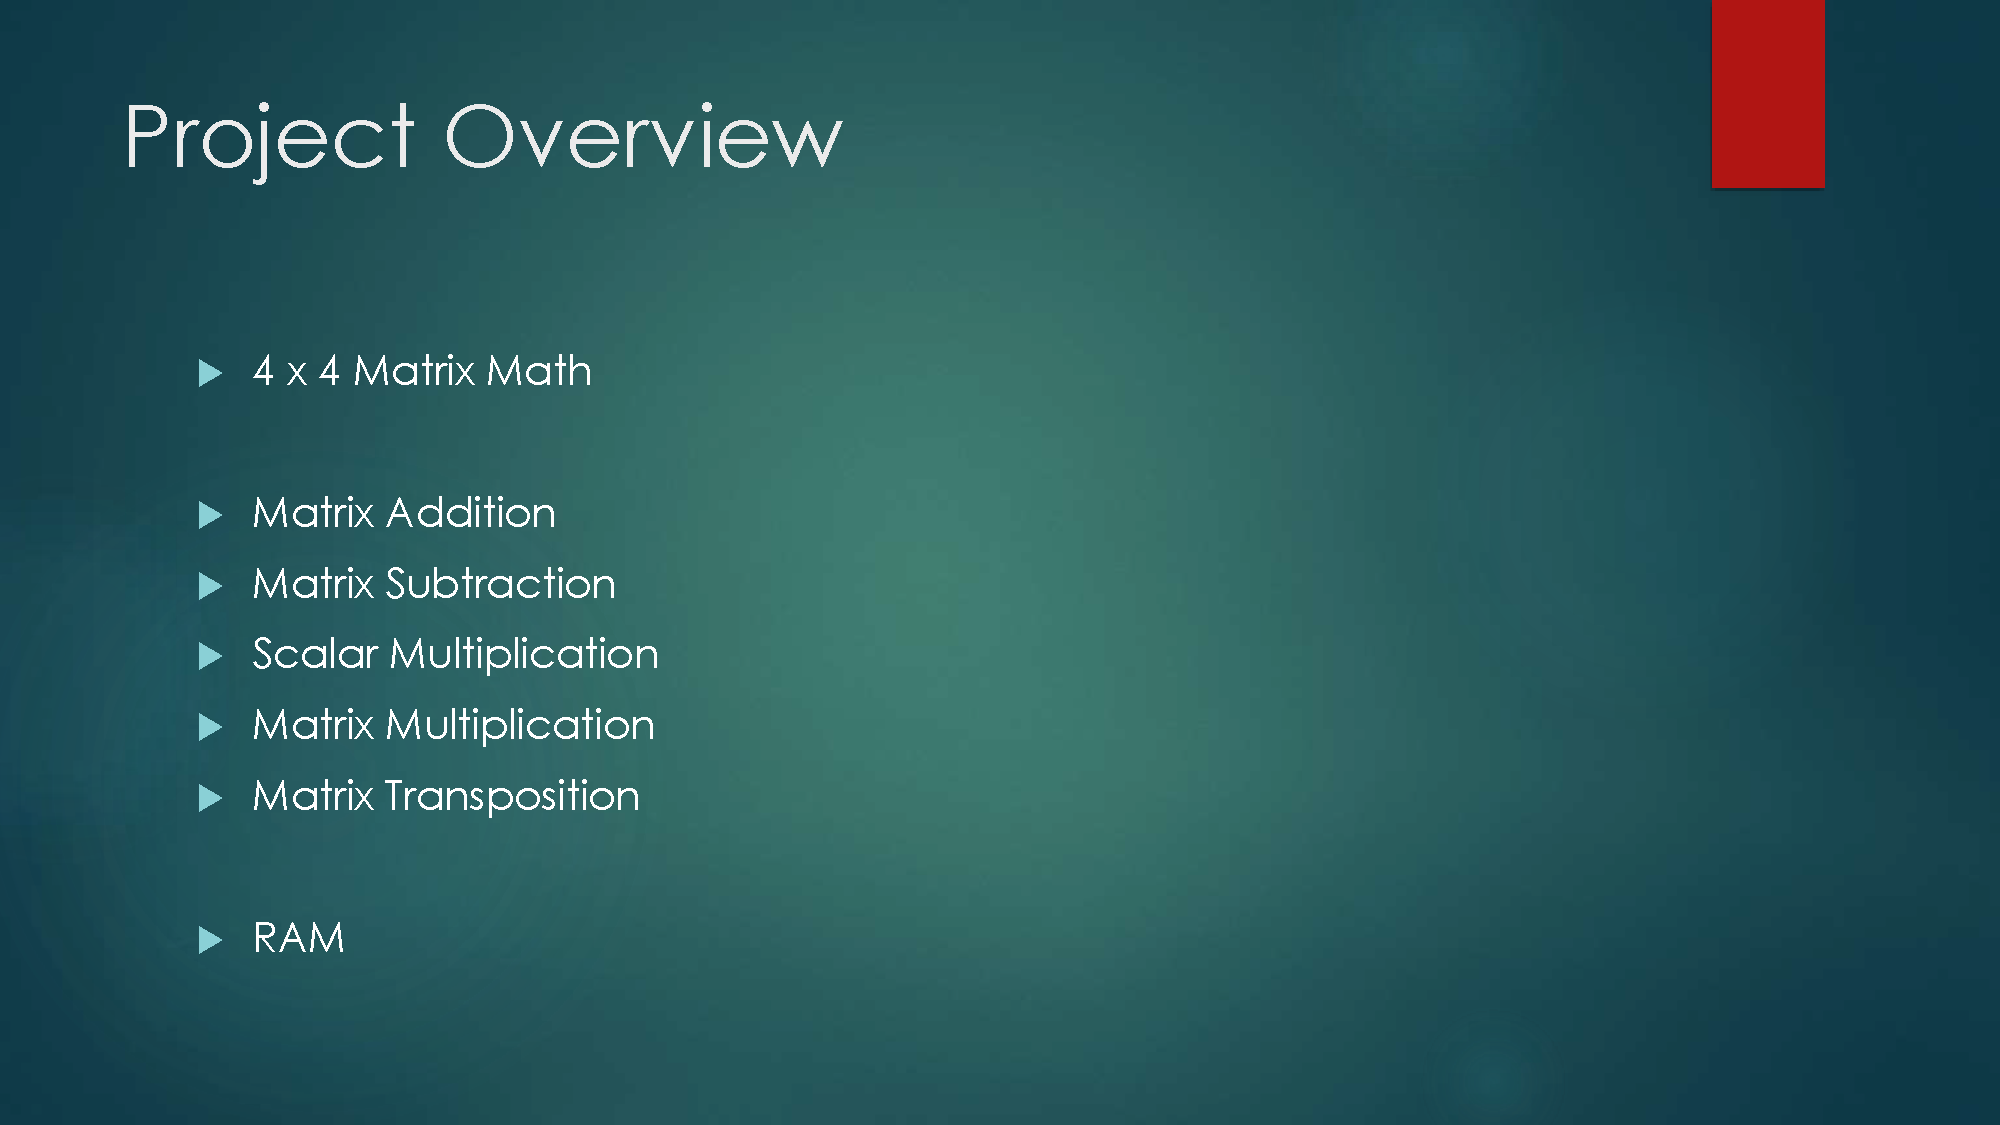 Project Overview
4 x 4 Matrix Math
Matrix Addition
Matrix Subtraction
Scalar Multiplication
Matrix Multiplication
Matrix Transposition
RAM